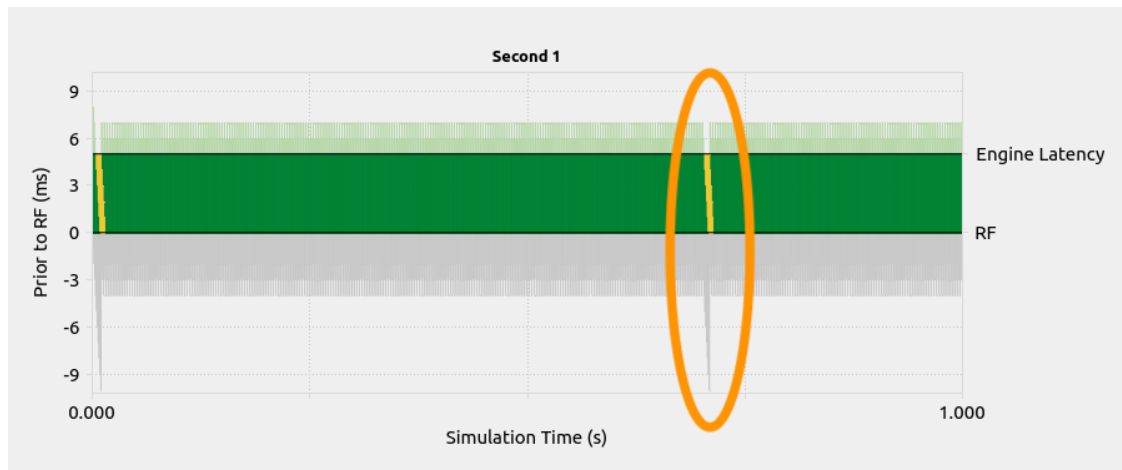 Second 1
9
6
3
0
-3
-6
-9
Prior to RF (ms)
Engine Latency
RF
0.000
1.000
Simulation Time (s)